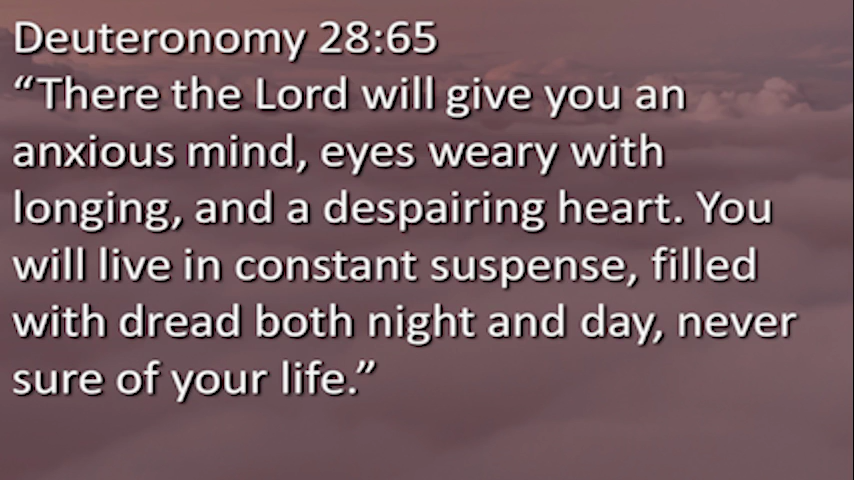 Deuteronomy 28:65
“There the Lord will give you an
anxious mind, eyes weary with
longing, and a despairing heart. You
will live in constant suspense, filled
with dread both night and day, never
sure of your life.”